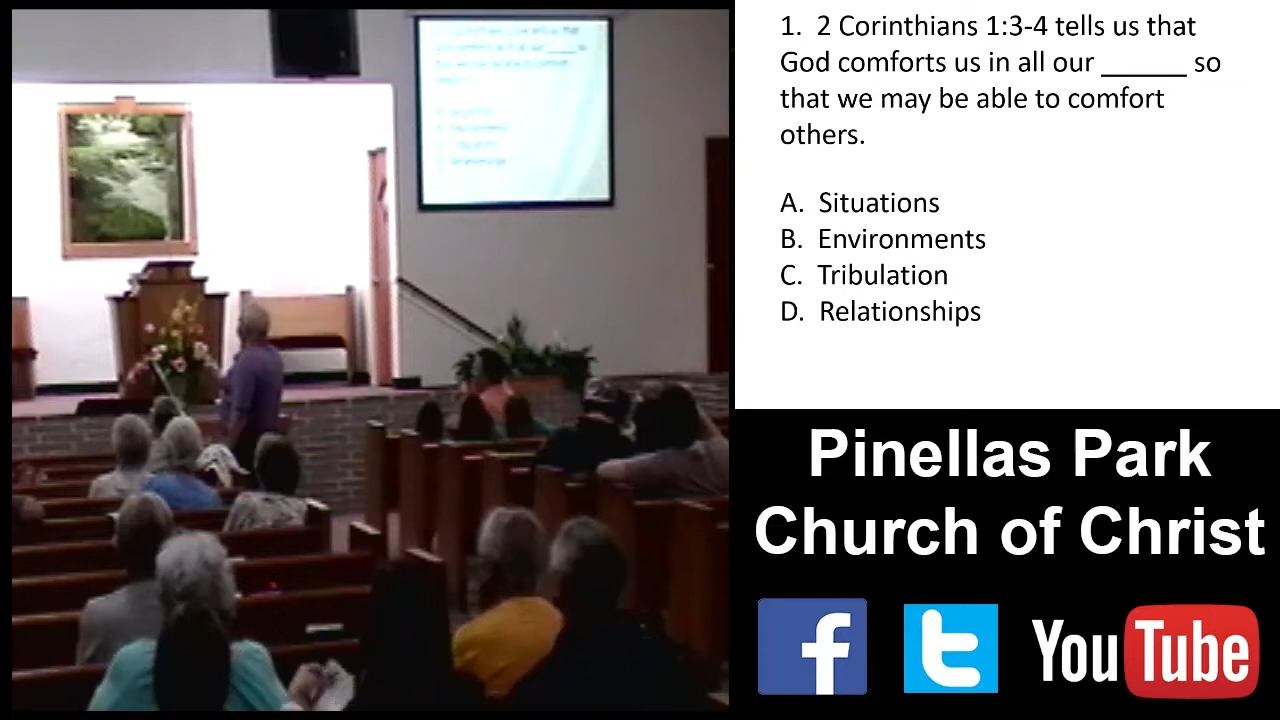 1. 2 Corinthians 1:3-4 tells us that
God comforts us in all our ______ so
that we may be able to comfort
others.
A. Situations
B. Environments
C. Tribulation
D. Relationships
Pinellas Park
Church of Christ
f
t
YouTube